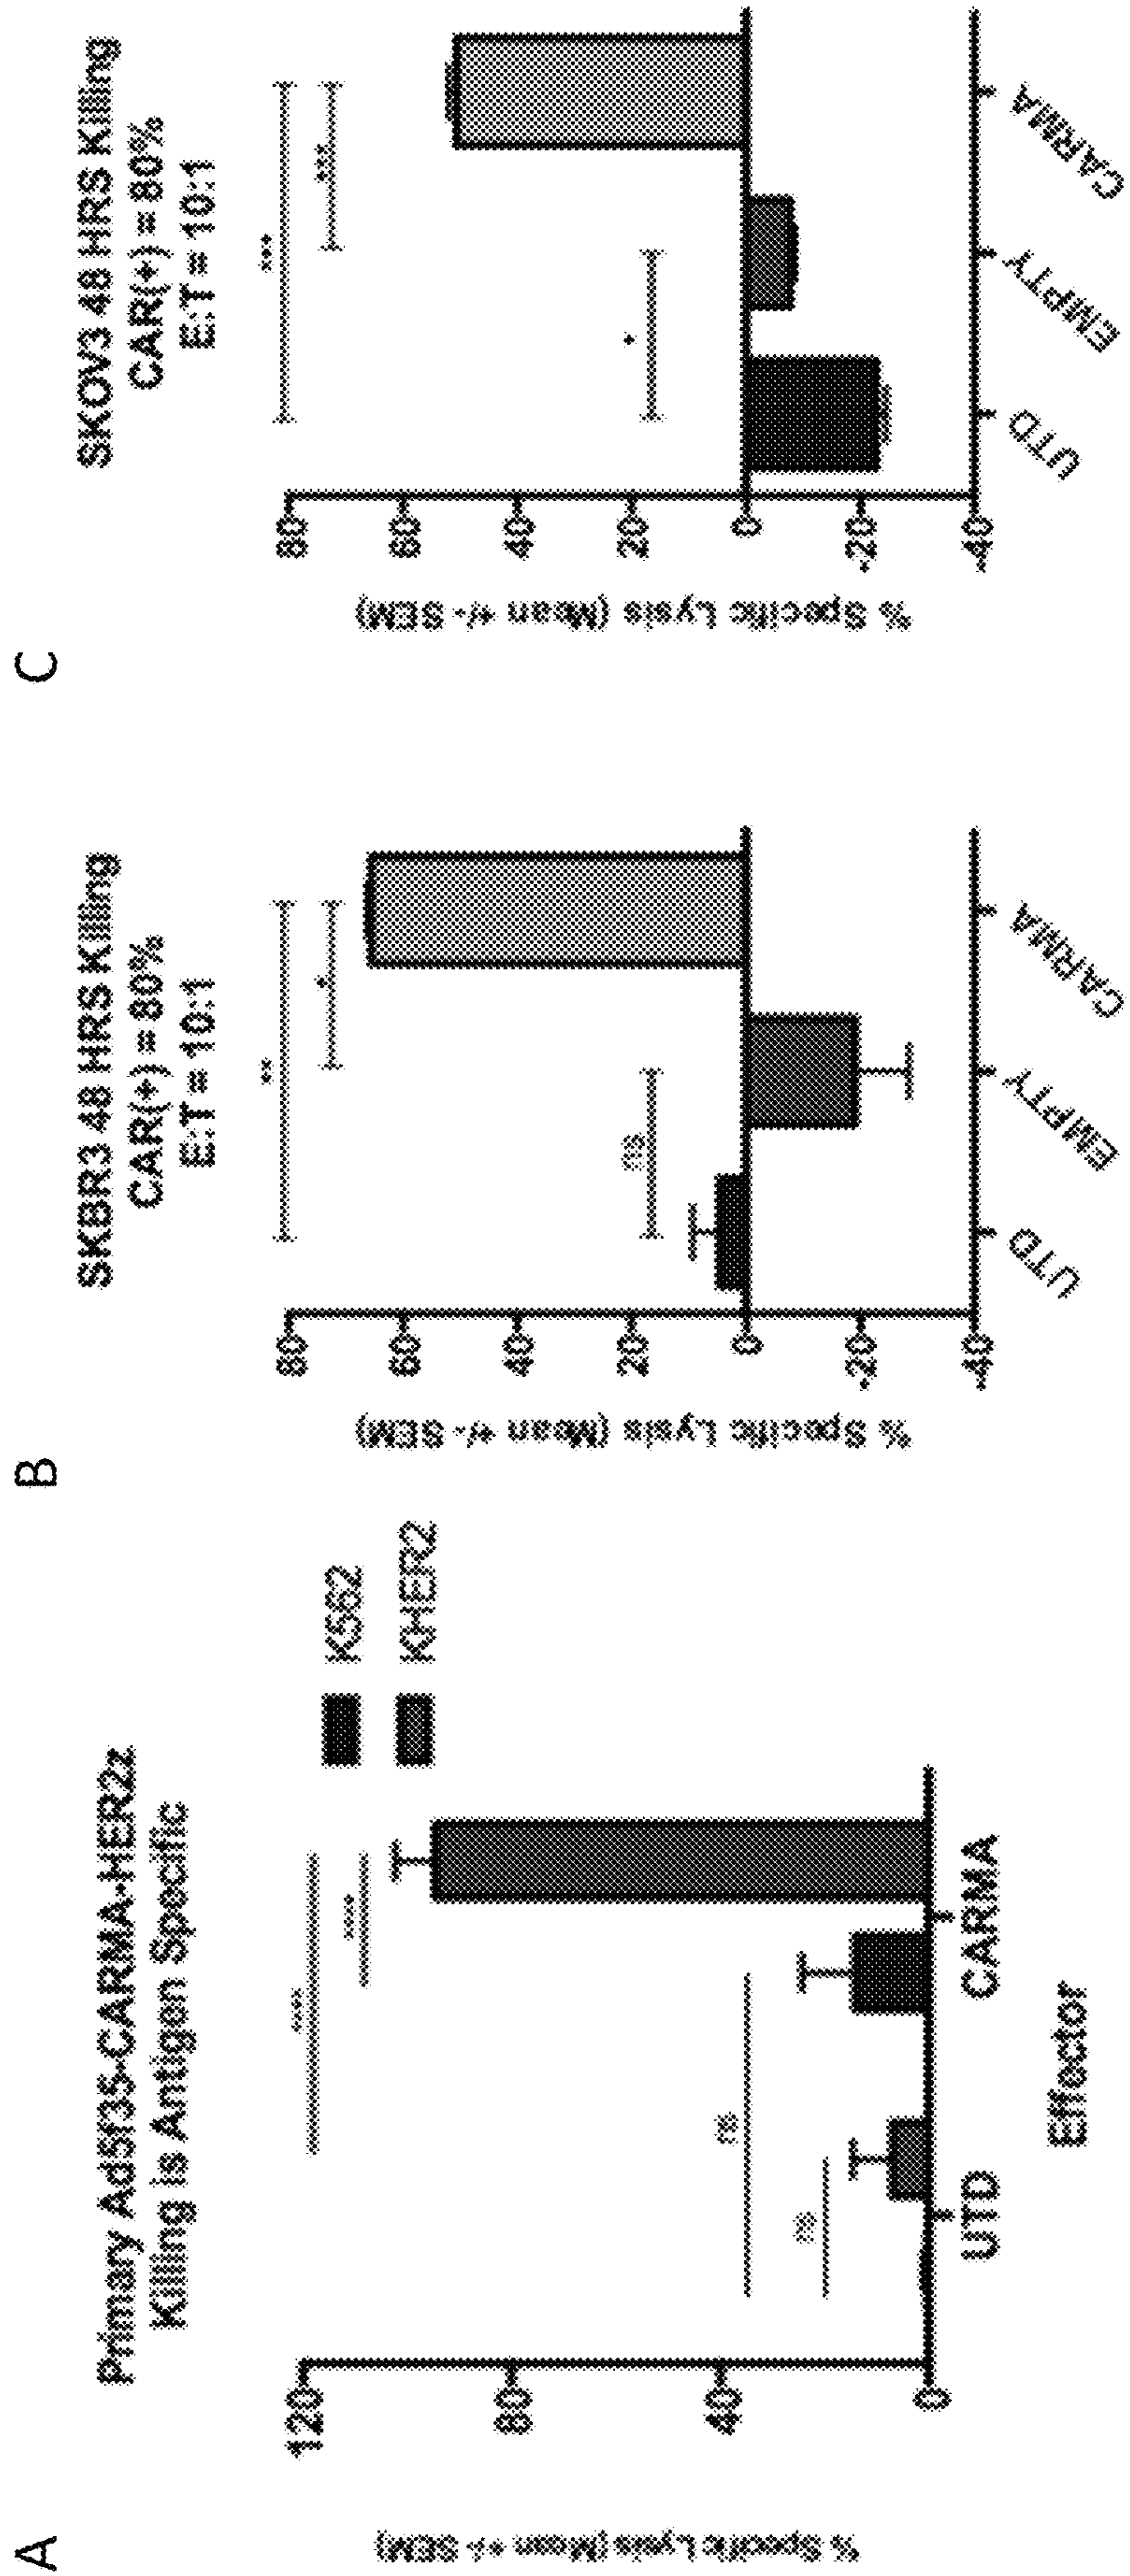 A
Primary Ad5f35-CARMA-HER2z
Killing is Antigen Specific
% Specific Lysis (Mean +/- SEM)
120
80
40
0
ns
ns
****
****
K562
KHER2
UTD
CARMA
Effector
B
SKBR3 48 HRS Killing
CAR(+) = 80%
E:T = 10:1
% Specific Lysis (Mean +/- SEM)
80
60
40
20
0
-20
-40
**
*
ns
UTD
EMPTY
CARMA
C
SKOV3 48 HRS Killing
CAR(+) = 80%
E:T = 10:1
% Specific Lysis (Mean +/- SEM)
80
60
40
20
0
-20
-40
***
***
*
UTD
EMPTY
CARMA